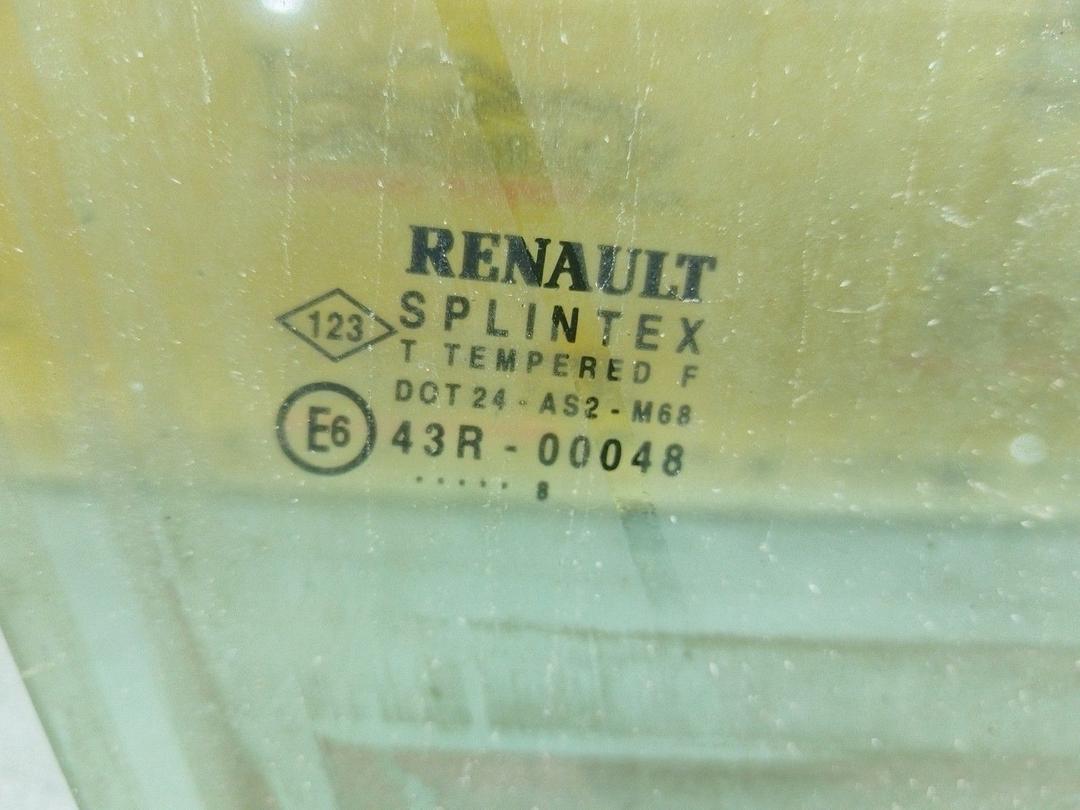 RENAULT
123 SPLINTEX
T TEMPERED F
DOT 24 - AS2 - M68
E6 43R - 00048
..... 8